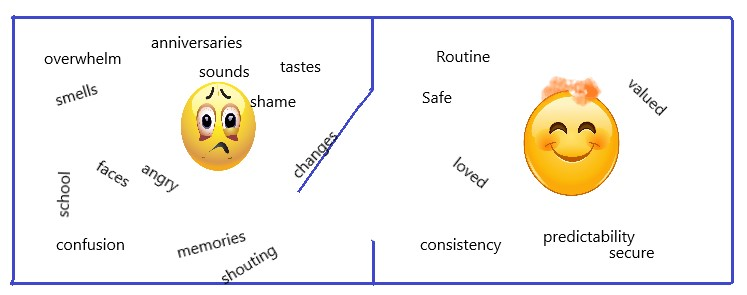 anniversaries
overwhelm
sounds
tastes
smells
shame
changes
faces
angry
school
confusion
memories
shouting
Routine
Safe
valued
loved
consistency
predictability
secure